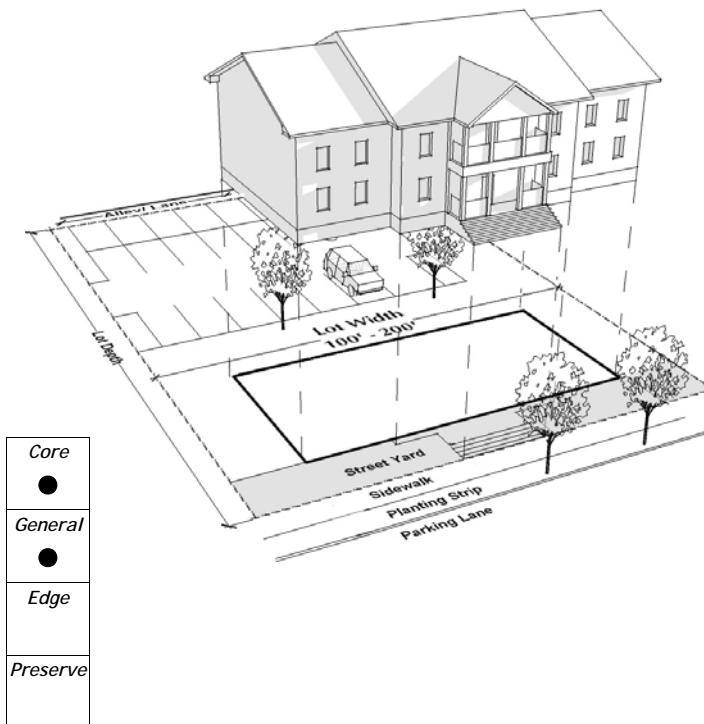 Alley/ Lane
Lot Width
100' - 200'
Lot Depth
Street Yard
Sidewalk
Planting Strip
Parking Lane
Core
General
Edge
Preserve